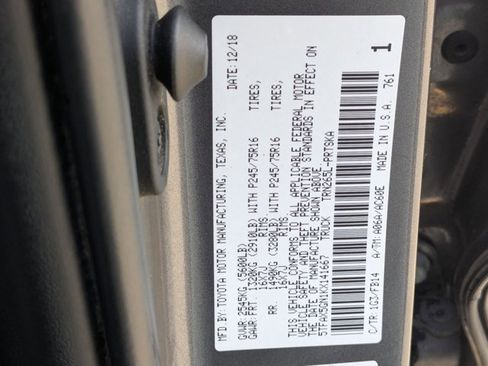 MFD. BY: TOYOTA MOTOR MANUFACTURING, TEXAS, INC.
DATE: 12/18
GVWR: 2545KG (5600LB)
GAWR: FRT. 1320KG (2910LB) WITH P245/75R16 TIRES,
16X7J RIMS,
RR. 1490KG (3280LB) WITH P245/75R16 TIRES,
16X7J RIMS,
THIS VEHICLE CONFORMS TO ALL APPLICABLE FEDERAL MOTOR
VEHICLE SAFETY AND THEFT PREVENTION STANDARDS IN EFFECT ON
THE DATE OF MANUFACTURE SHOWN ABOVE.
5TFAX5GN1KX141667 TRUCK TRN265L-PRTSKA
C/TR: 1G3/FB14 A/TM: A06A/AC60E
MADE IN U.S.A. 761
1